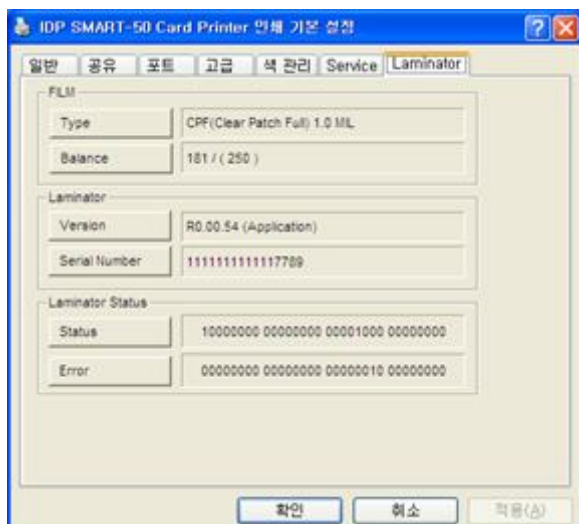 IDP SMART-50 Card Printer 인쇄 기본 설정
일반 공유 포트 고급 색 관리 Service Laminator
FILM
Type CPF(Clear Patch Full) 1.0 MIL
Balance 181 / ( 250 )
Laminator
Version R0.00.54 (Application)
Serial Number 1111111111117789
Laminator Status
Status 10000000 00000000 00001000 00000000
Error 00000000 00000000 00000010 00000000
확인 취소 적용(A)